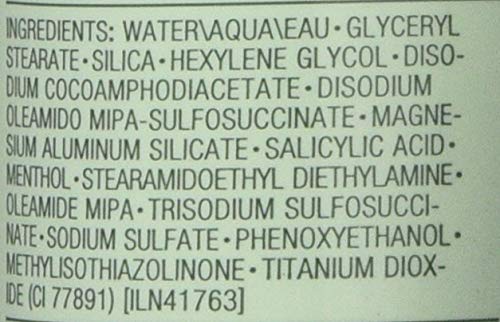 INGREDIENTS: WATER\AQUA\EAU • GLYCERYL
STEARATE • SILICA • HEXYLENE GLYCOL • DISO-
DIUM COCOAMPHODIACETATE • DISODIUM
OLEAMIDO MIPA-SULFOSUCCINATE • MAGNE-
SIUM ALUMINUM SILICATE • SALICYLIC ACID •
MENTHOL • STEARAMIDOETHYL DIETHYLAMINE •
OLEAMIDE MIPA • TRISODIUM SULFOSUCCI-
NATE • SODIUM SULFATE • PHENOXYETHANOL •
METHYLISOTHIAZOLINONE • TITANIUM DIOX-
IDE (CI 77891) [ILN41763]